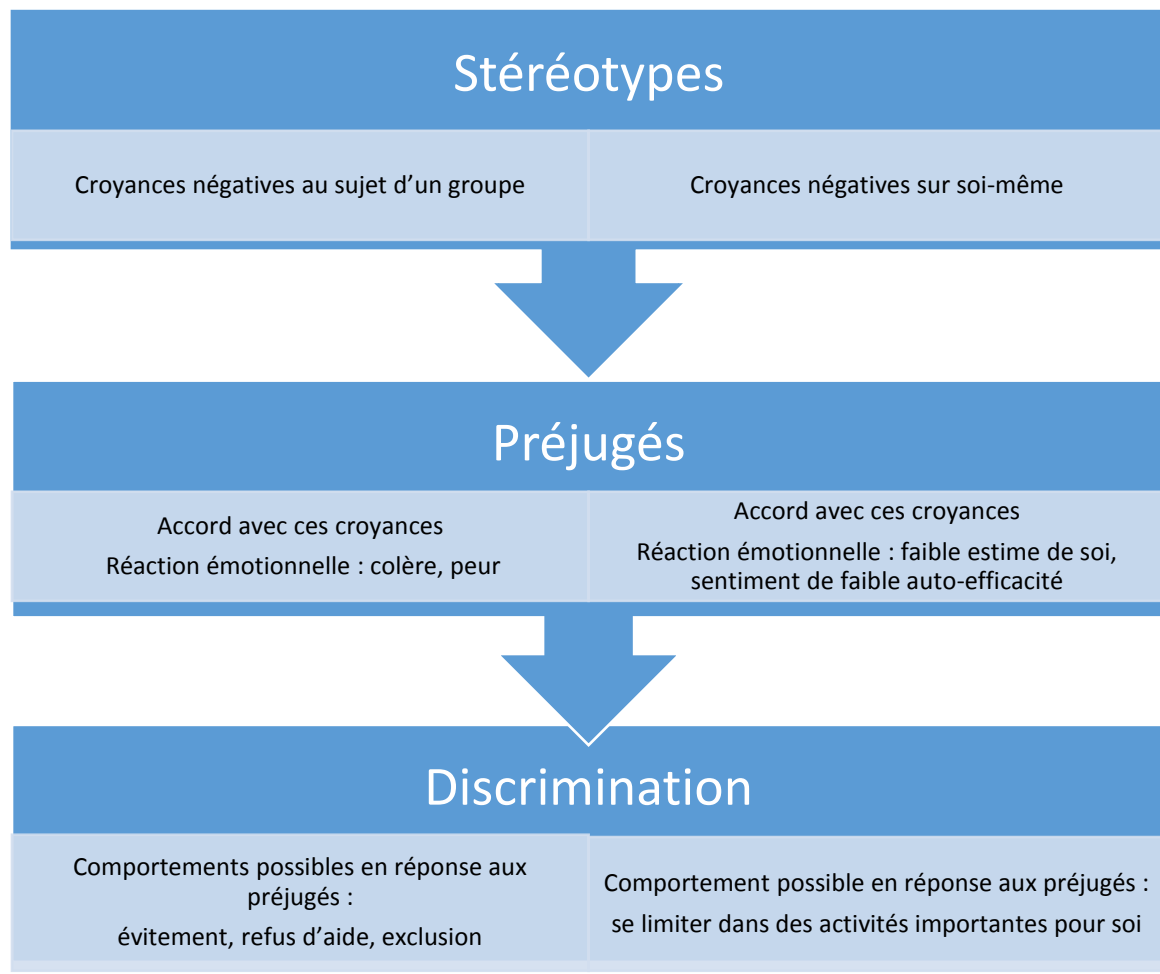 Stéréotypes
Croyances négatives au sujet d’un groupe
Croyances négatives sur soi-même
Préjugés
Accord avec ces croyances
Réaction émotionnelle : colère, peur
Accord avec ces croyances
Réaction émotionnelle : faible estime de soi,
sentiment de faible auto-efficacité
Discrimination
Comportements possibles en réponse aux
préjugés :
évitement, refus d’aide, exclusion
Comportement possible en réponse aux préjugés :
se limiter dans des activités importantes pour soi